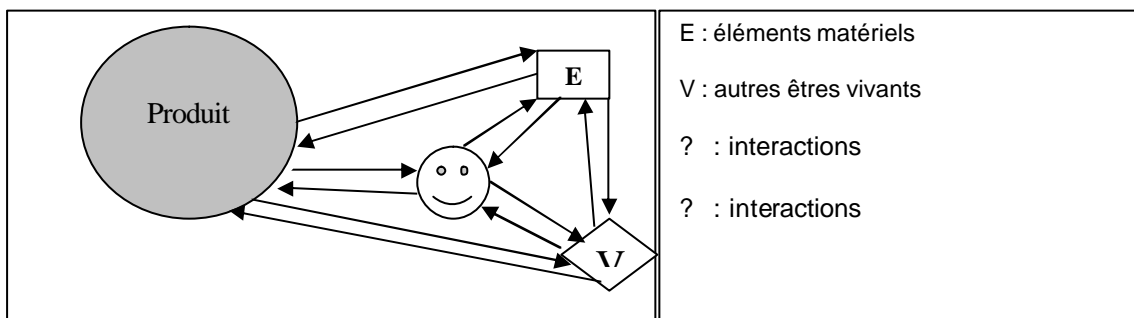 Produit
E
V
E : éléments matériels
V : autres êtres vivants
? : interactions
? : interactions